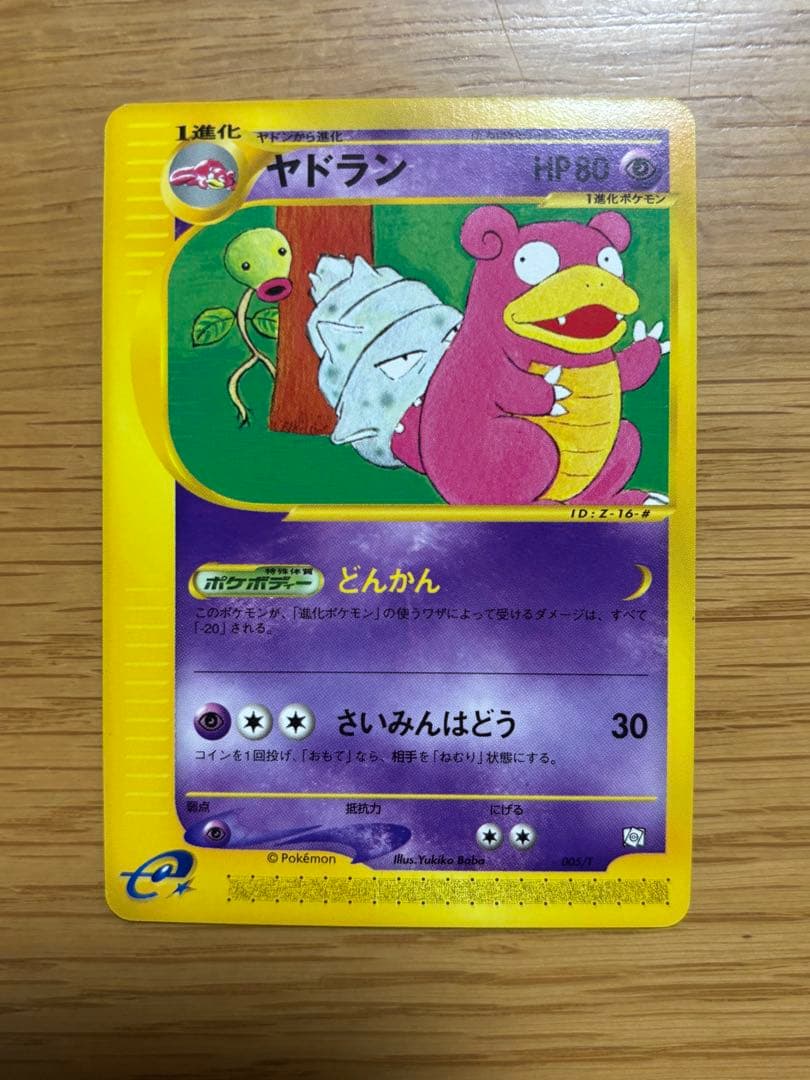 1進化
ヤドンから進化
ヤドラン
HP80
1進化ポケモン
ID:Z-16-#
特殊体質
ポケボディー
どんかん
このポケモンが、「進化ポケモン」の使うワザによって受けるダメージは、すべて
「-20」される。
さいみんはどう 30
コインを1回投げ、「おもて」なら、相手を「ねむり」状態にする。
弱点 抵抗力 にげる
© Pokémon Illus. Yukiko Baba 005/T
e